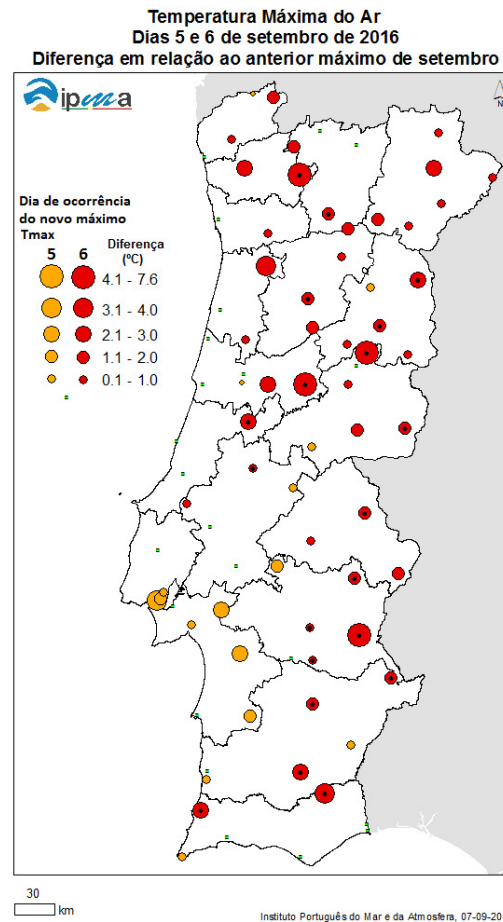 Temperatura Máxima do Ar
Dias 5 e 6 de setembro de 2016
Diferença em relação ao anterior máximo de setembro
ipma
N
Dia de ocorrência
do novo máximo
Tmax
5 6 Diferença
(ºC)
4.1 - 7.6
3.1 - 4.0
2.1 - 3.0
1.1 - 2.0
0.1 - 1.0
30
km
Instituto Português do Mar e da Atmosfera, 07-09-20